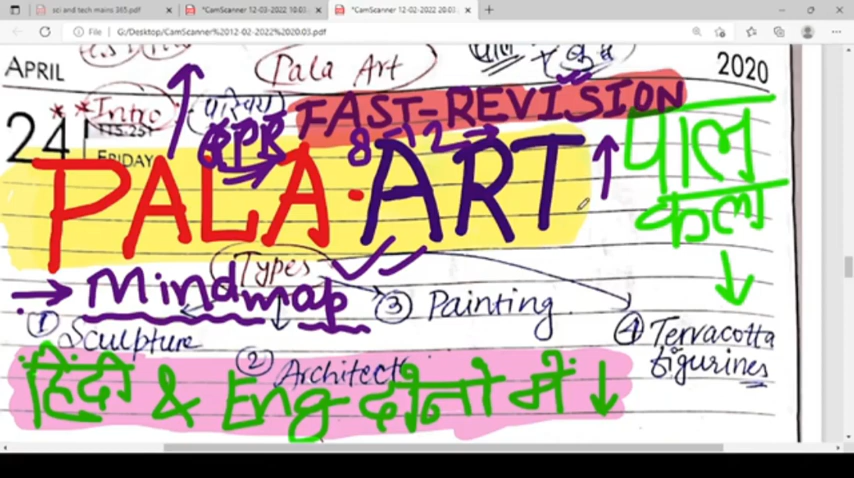 sci and tech mains 365.pdf
*CamScanner 12-03-2022 10.03.
*CamScanner 12-02-2022 20.03.
File | G:/Desktop/CamScanner%2012-02-2022%2020.03.pdf
APRIL
Pala Art
2020
**Intro
FAST-REVISION
24
FRIDAY
8-12
PALA ART
पाल
कला
Types
→ Mindmap
③ Painting
① Sculpture
② Architect
④ Terracotta
figurines
हिंदी & Eng दोनों में ↓